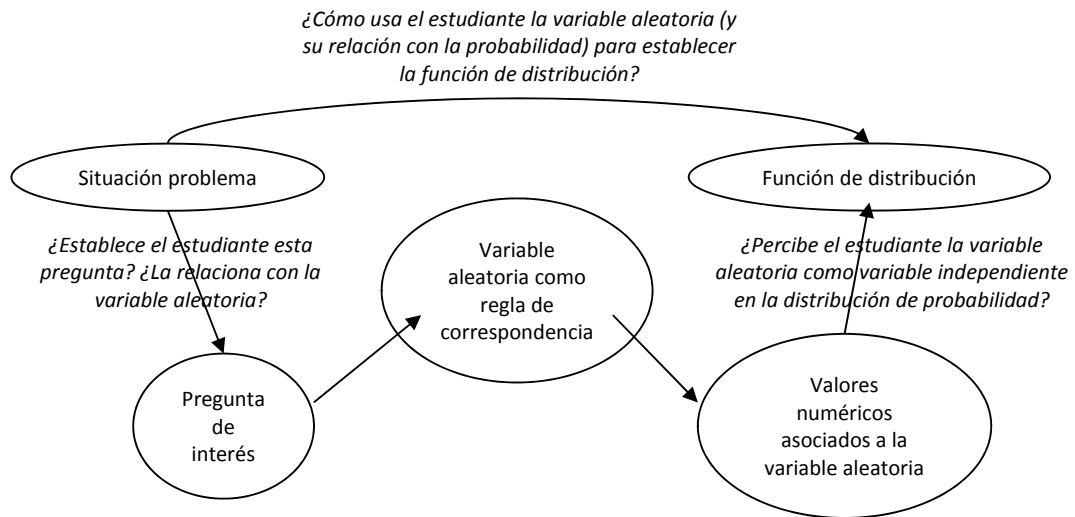 ¿Cómo usa el estudiante la variable aleatoria (y
su relación con la probabilidad) para establecer
la función de distribución?
Situación problema
Función de distribución
¿Establece el estudiante esta
pregunta? ¿La relaciona con la
variable aleatoria?
Variable
aleatoria como
regla de
correspondencia
¿Percibe el estudiante la variable
aleatoria como variable independiente
en la distribución de probabilidad?
Pregunta
de
interés
Valores
numéricos
asociados a la
variable aleatoria